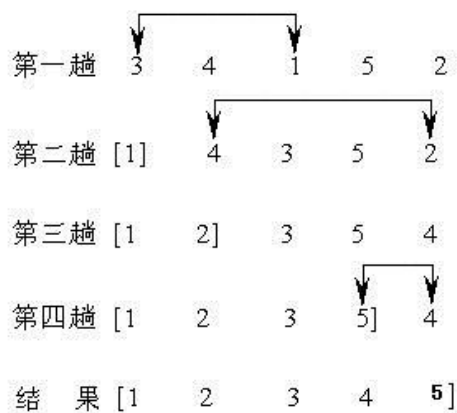 第一趟 3 4 1 5 2
第二趟 [1] 4 3 5 2
第三趟 [1 2] 3 5 4
第四趟 [1 2 3 5] 4
结 果 [1 2 3 4 5]